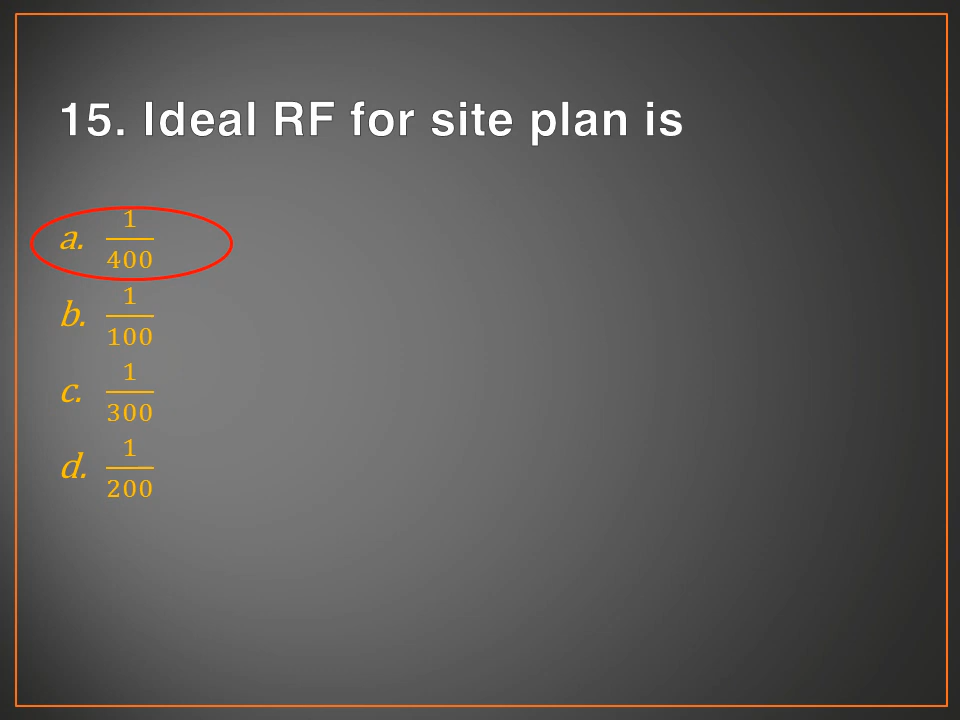 15. Ideal RF for site plan is
a. 1/400
b. 1/100
c. 1/300
d. 1/200